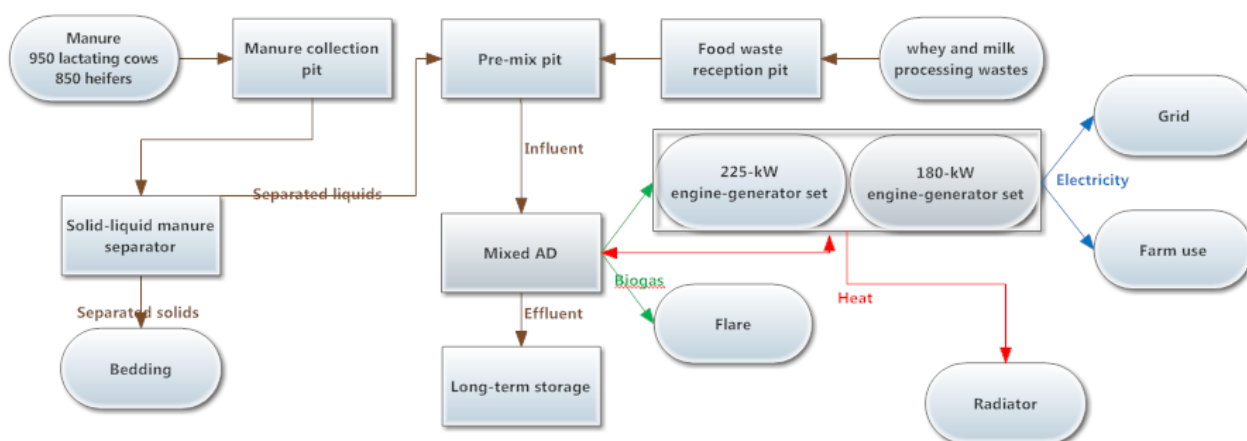 Manure
950 lactating cows
850 heifers
Manure collection
pit
Pre-mix pit
Food waste
reception pit
whey and milk
processing wastes
Grid
Influent
225-kW
engine-generator set
180-kW
engine-generator set
Electricity
Separated liquids
Solid-liquid manure
separator
Mixed AD
Farm use
Biogas
Heat
Separated solids
Effluent
Flare
Bedding
Long-term storage
Radiator